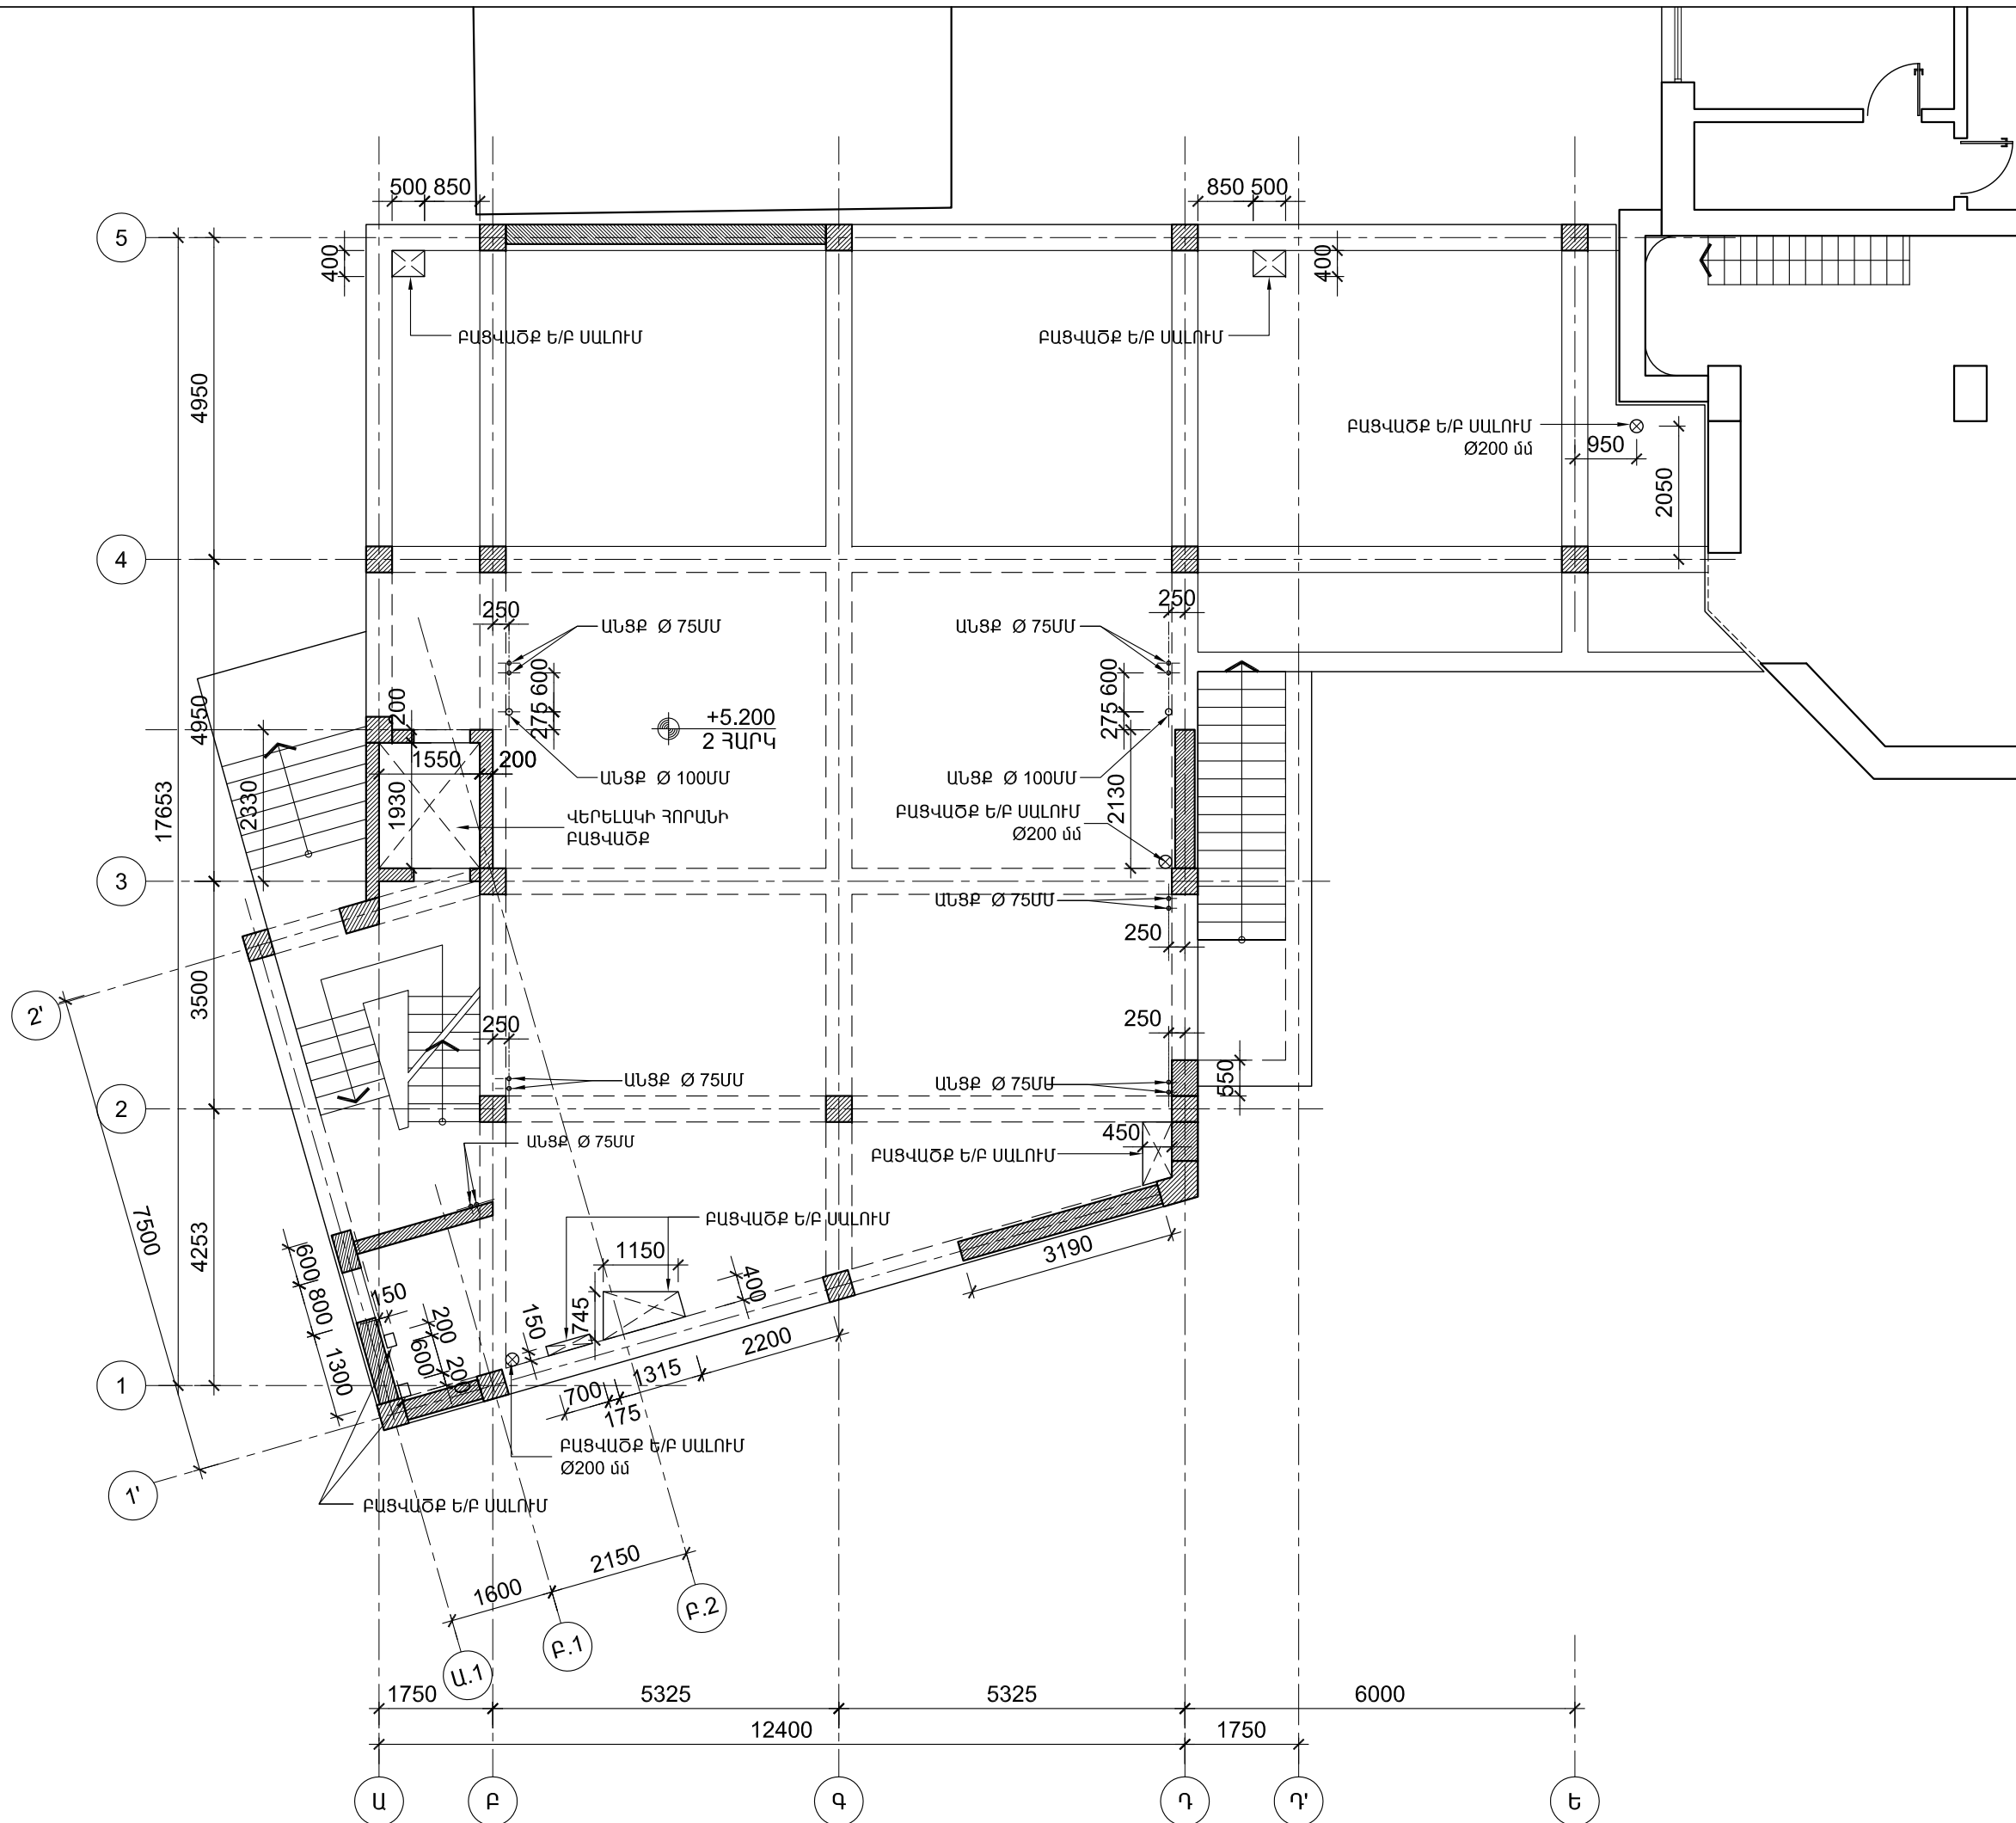 500 850
850 500
5
400
400
ԲԱՑՎԱԾՔ Ե/Բ ՍԱԼՈՒՄ
ԲԱՑՎԱԾՔ Ե/Բ ՍԱԼՈՒՄ
4950
ԲԱՑՎԱԾՔ Ե/Բ ՍԱԼՈՒՄ
Ø200 մմ
950
2050
4
250
250
ԱՆՑՔ Ø 75ՄՄ
ԱՆՑՔ Ø 75ՄՄ
600
600
4950
200
275
275
+5.200
2 ՀԱՐԿ
1550
200
ԱՆՑՔ Ø 100ՄՄ
ԱՆՑՔ Ø 100ՄՄ
17653
2330
1930
2130
ՎԵՐԵԼԱԿԻ ՀՈՐԱՆԻ
ԲԱՑՎԱԾՔ
ԲԱՑՎԱԾՔ Ե/Բ ՍԱԼՈՒՄ
Ø200 մմ
3
ԱՆՑՔ Ø 75ՄՄ
250
3500
2'
250
250
ԱՆՑՔ Ø 75ՄՄ
ԱՆՑՔ Ø 75ՄՄ
550
2
ԱՆՑՔ Ø 75ՄՄ
450
ԲԱՑՎԱԾՔ Ե/Բ ՍԱԼՈՒՄ
7500
4253
ԲԱՑՎԱԾՔ Ե/Բ ՍԱԼՈՒՄ
1150
3190
600
800
1300
150
200
600
200
150
745
400
2200
1315
700
175
1
ԲԱՑՎԱԾՔ Ե/Բ ՍԱԼՈՒՄ
Ø200 մմ
1'
ԲԱՑՎԱԾՔ Ե/Բ ՍԱԼՈՒՄ
1600
2150
Ա.1
Բ.1
Բ.2
1750
5325
5325
6000
12400
1750
Ա
Բ
Գ
Դ
Դ'
Ե